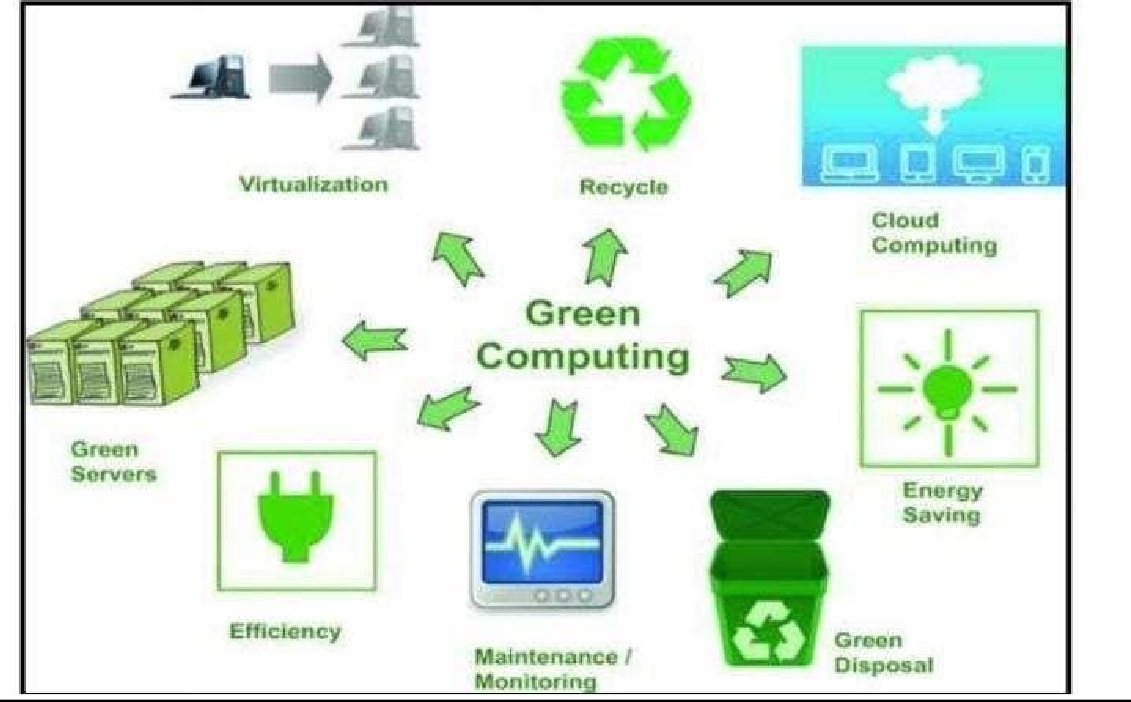 Virtualization
Recycle
Cloud
Computing
Green
Computing
Green
Servers
Energy
Saving
Efficiency
Maintenance /
Monitoring
Green
Disposal